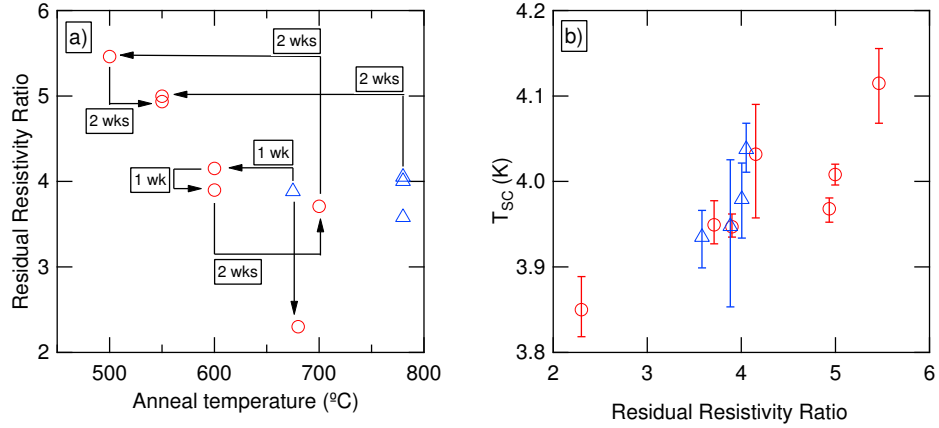 a)
Residual Resistivity Ratio
6
5
4
3
2
2 wks
2 wks
2 wks
1 wk
1 wk
2 wks
500
600
700
800
Anneal temperature (ºC)
b)
T_SC (K)
4.2
4.1
4.0
3.9
3.8
2
3
4
5
6
Residual Resistivity Ratio